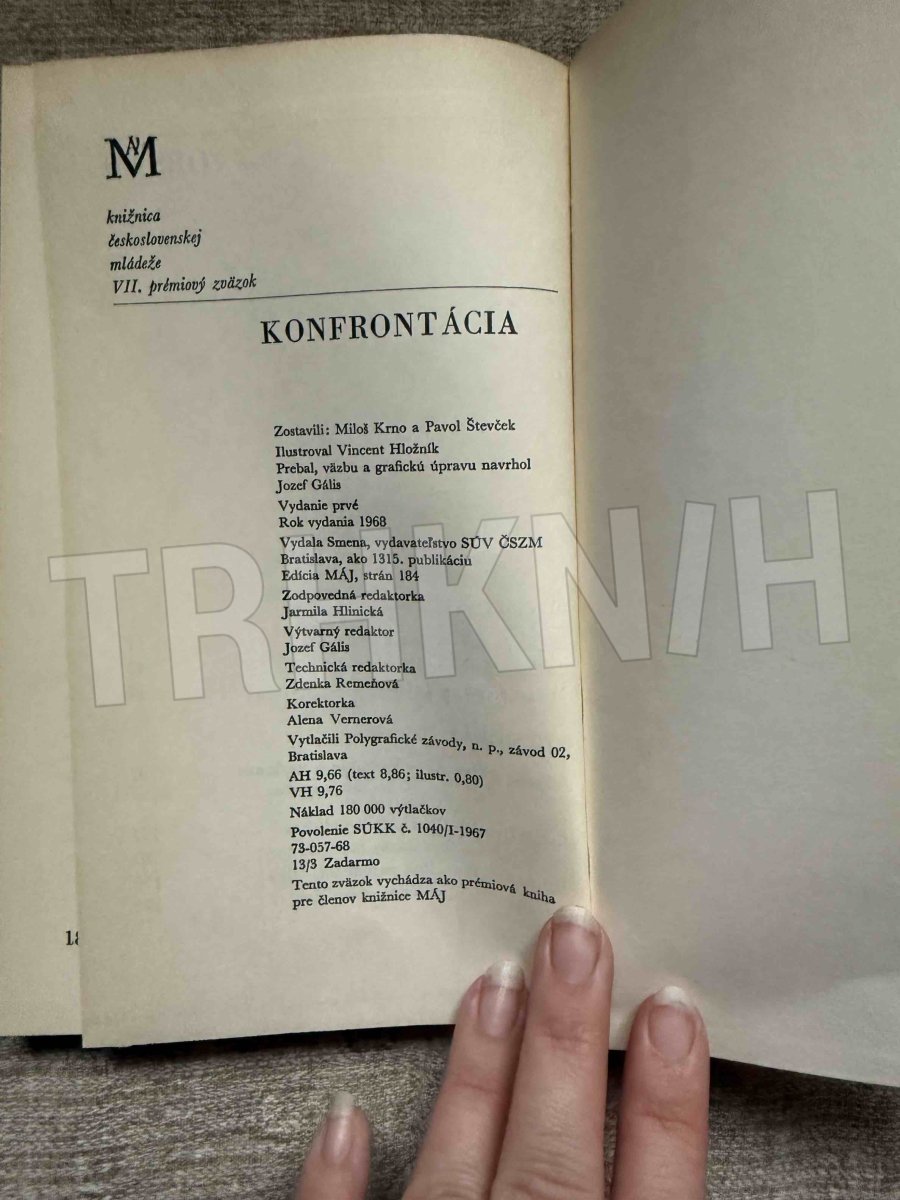 knižnica
československej
mládeže
VII. prémiový zväzok
KONFRONTÁCIA
Zostavili: Miloš Krno a Pavol Števček
Ilustroval Vincent Hložník
Prebal, väzbu a grafickú úpravu navrhol
Jozef Gális
Vydanie prvé
Rok vydania 1968
Vydala Smena, vydavateľstvo SÚV ČSZM
Bratislava, ako 1315. publikáciu
Edícia MÁJ, strán 184
Zodpovedná redaktorka
Jarmila Hlinická
Výtvarný redaktor
Jozef Gális
Technická redaktorka
Zdenka Remeňová
Korektorka
Alena Vernerová
Vytlačili Polygrafické závody, n. p., závod 02,
Bratislava
AH 9,66 (text 8,86; ilustr. 0,80)
VH 9,76
Náklad 180 000 výtlačkov
Povolenie SÚKK č. 1040/I-1967
73-057-68
13/3 Zadarmo
Tento zväzok vychádza ako prémiová kniha
pre členov knižnice MÁJ
TRHKNIH